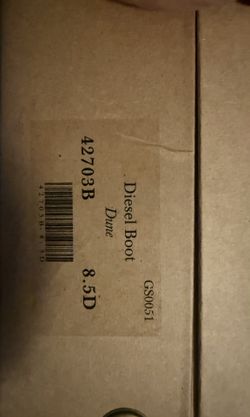 GS0051
Diesel Boot
Dune
42703B 8.5D